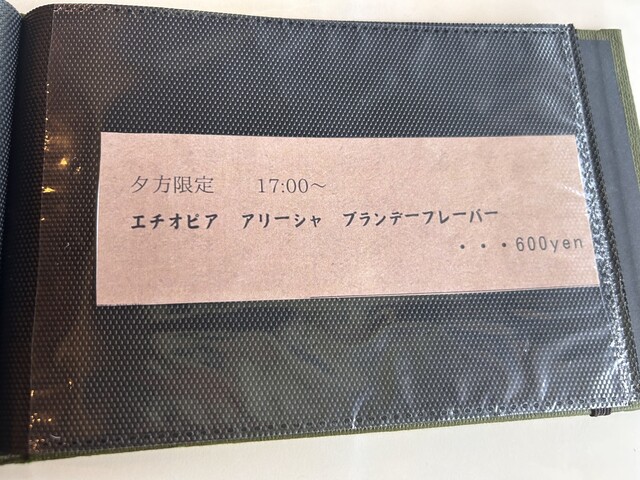 夕方限定　　17:00～
エチオピア　アリーシャ　ブランデーフレーバー
・・・600yen